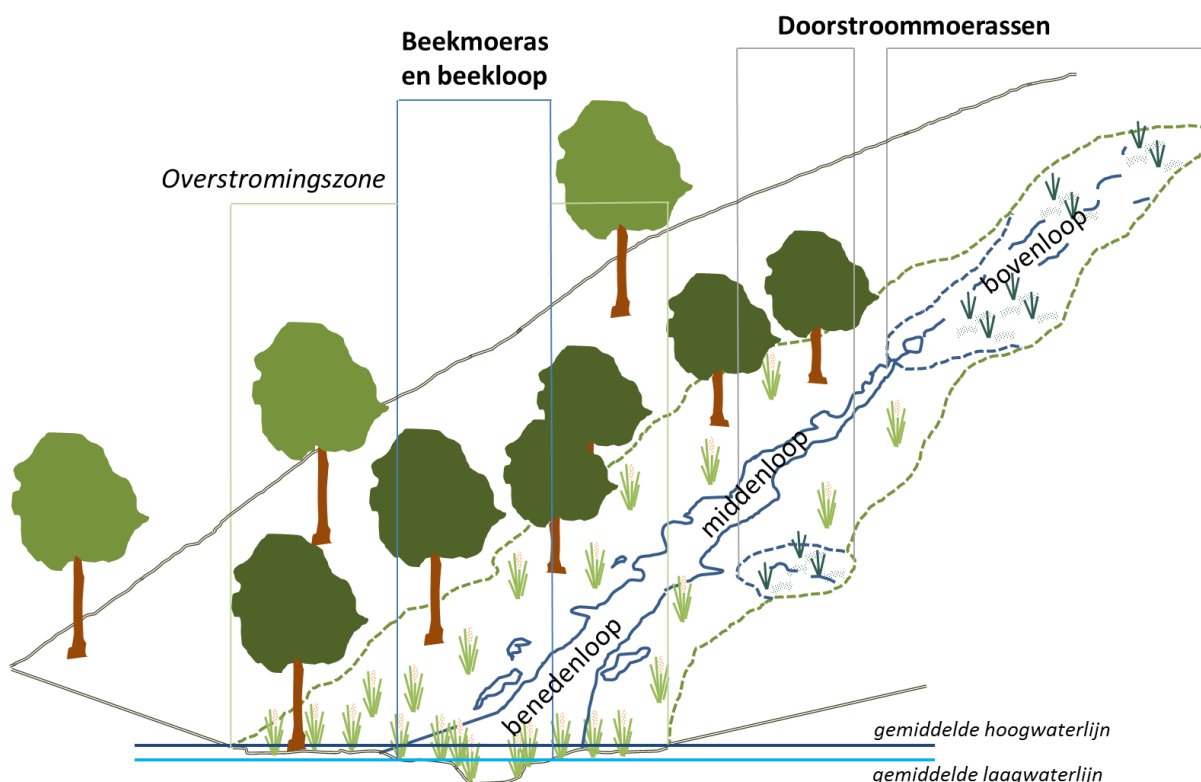 Doorstroommoerassen
Beekmoeras
en beekloop
Overstromingszone
bovenloop
middenloop
benedenloop
gemiddelde hoogwaterlijn
gemiddelde laagwaterlijn